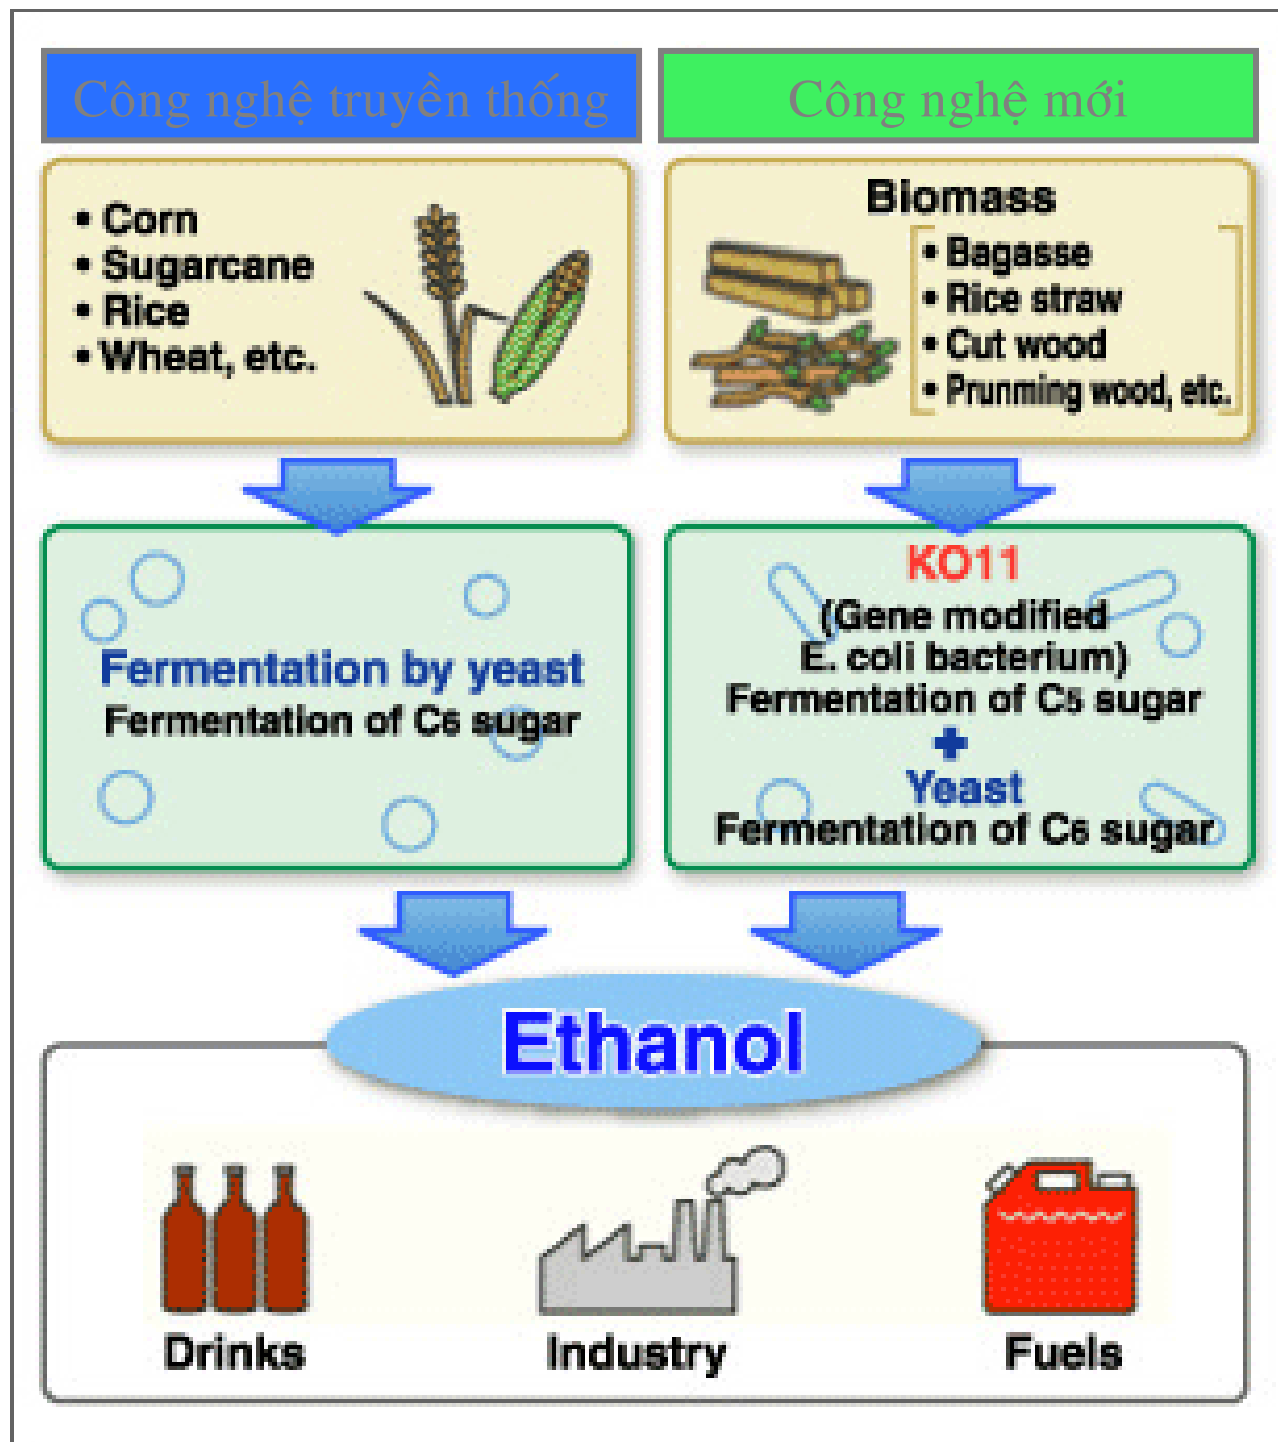 Công nghệ truyền thống
Công nghệ mới
• Corn
• Sugarcane
• Rice
• Wheat, etc.
Biomass
• Bagasse
• Rice straw
• Cut wood
• Prunming wood, etc.
Fermentation by yeast
Fermentation of C6 sugar
KO11
(Gene modified
E. coli bacterium)
Fermentation of C5 sugar
+
Yeast
Fermentation of C6 sugar
Ethanol
Drinks
Industry
Fuels